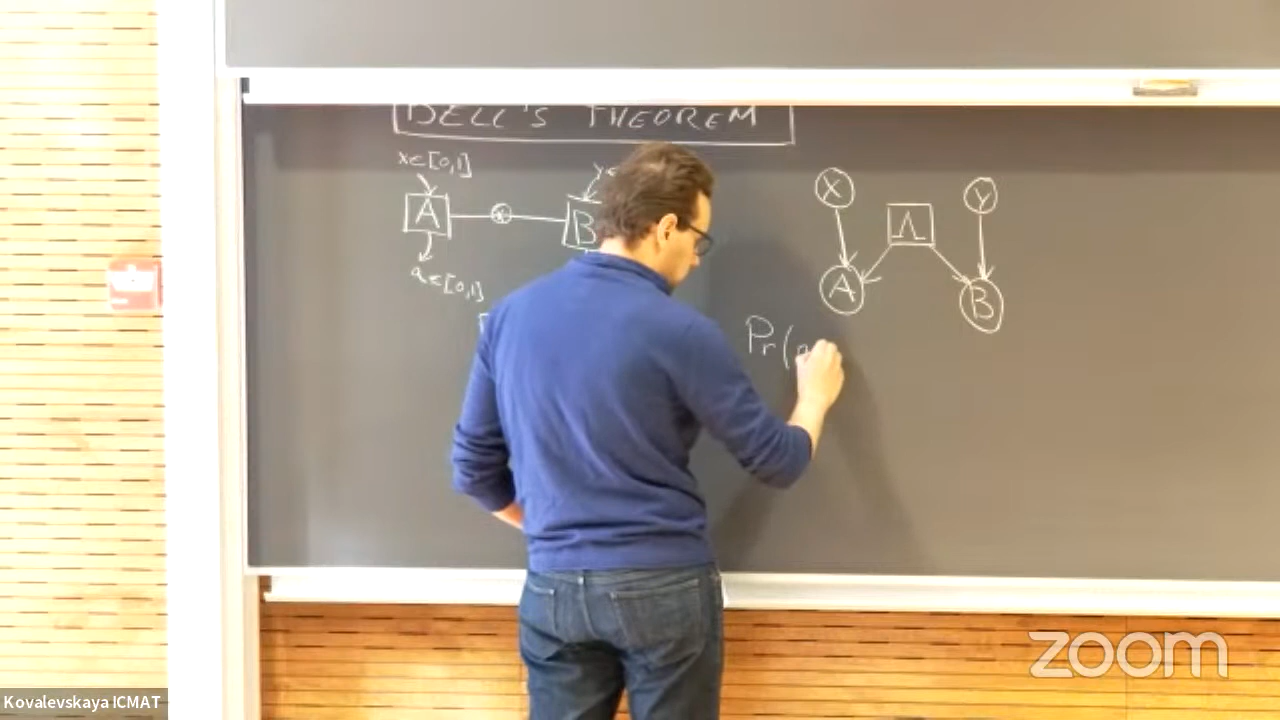 BELL'S THEOREM
x∈[0,1]
y∈
A
B
a∈[0,1]
X
Λ
Y
A
B
Pr(a
Kovalevskaya ICMAT
zoom